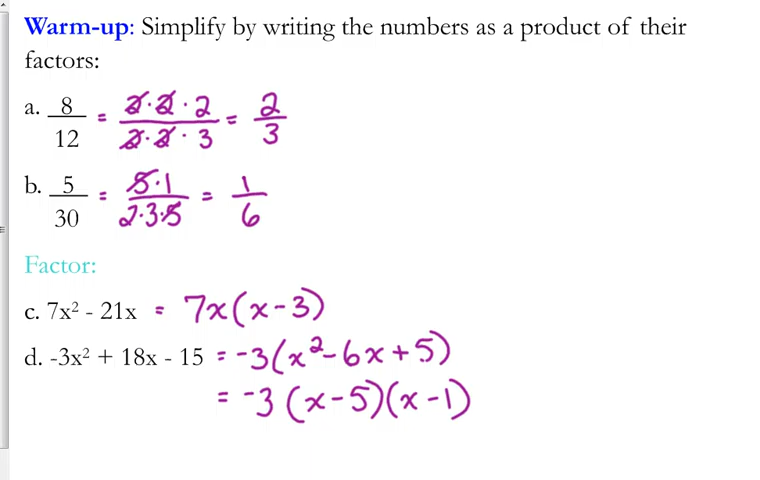 Warm-up: Simplify by writing the numbers as a product of their
factors:
a. 8/12 = 2·2·2/2·2·3 = 2/3
b. 5/30 = 5·1/2·3·5 = 1/6
Factor:
c. 7x² - 21x = 7x(x-3)
d. -3x² + 18x - 15 = -3(x²-6x+5)
= -3(x-5)(x-1)